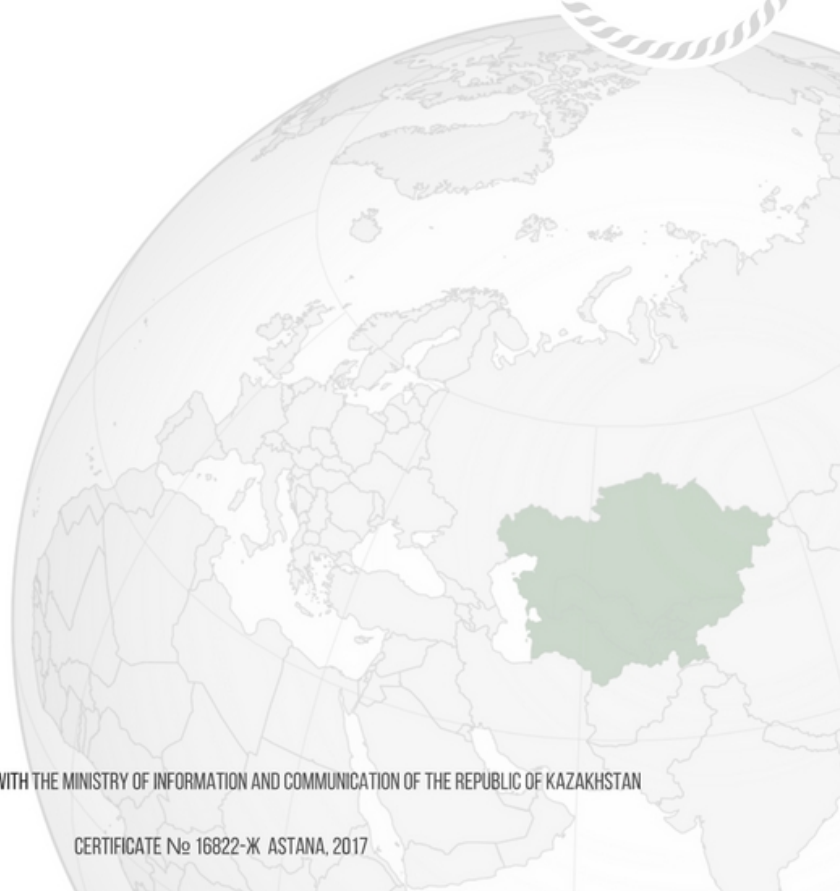 WITH THE MINISTRY OF INFORMATION AND COMMUNICATION OF THE REPUBLIC OF KAZAKHSTAN
CERTIFICATE № 16822-Ж ASTANA, 2017